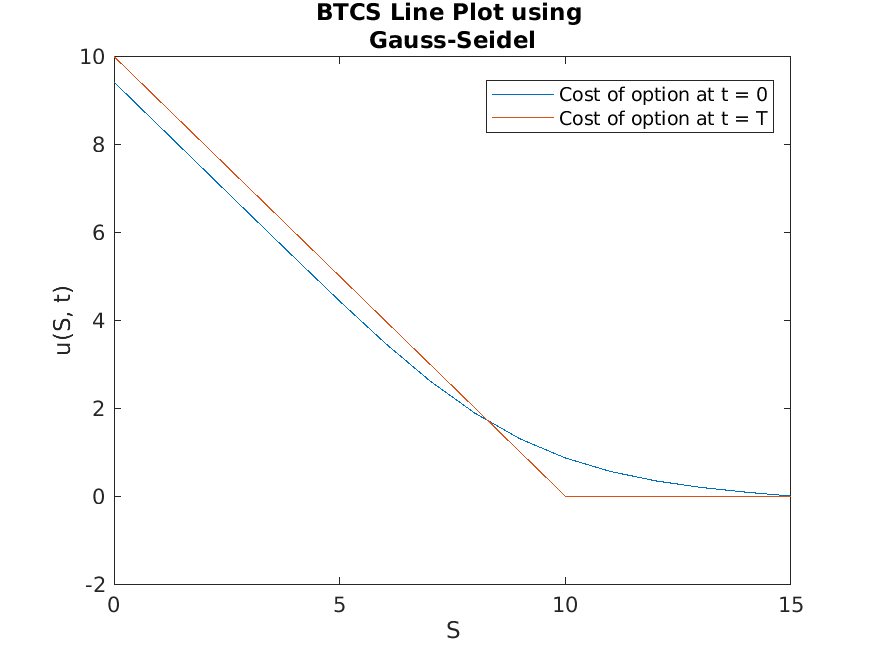 BTCS Line Plot using
Gauss-Seidel
Cost of option at t = 0
Cost of option at t = T
10
8
6
4
2
0
-2
u(S, t)
0
5
10
15
S